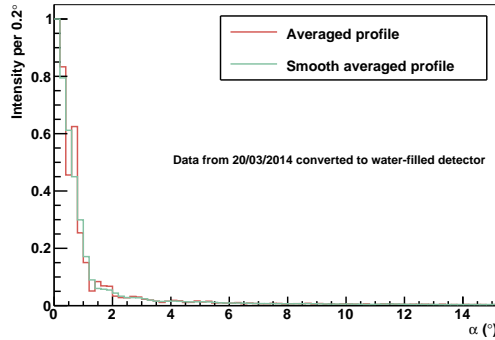 Intensity per 0.2°
1
0.8
0.6
0.4
0.2
0
Averaged profile
Smooth averaged profile
Data from 20/03/2014 converted to water-filled detector
0 2 4 6 8 10 12 14
α (°)